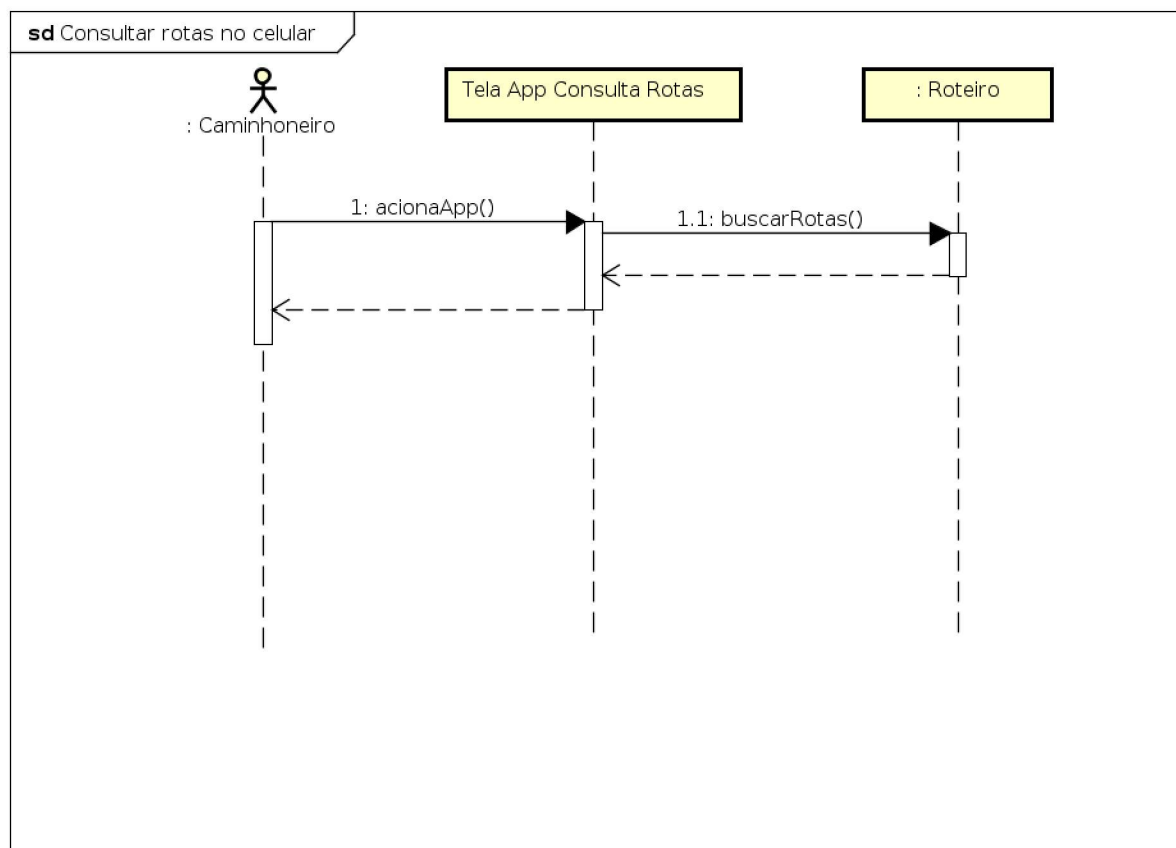 sd Consultar rotas no celular
: Caminhoneiro
Tela App Consulta Rotas
: Roteiro
1: acionaApp()
1.1: buscarRotas()